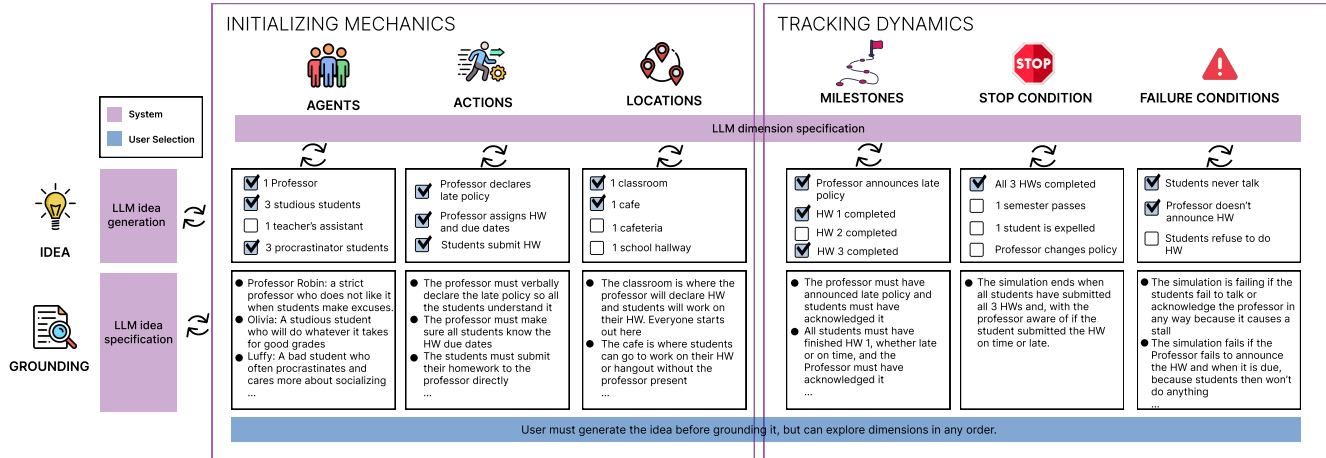 INITIALIZING MECHANICS
TRACKING DYNAMICS
STOP
AGENTS
ACTIONS
LOCATIONS
MILESTONES
STOP CONDITION
FAILURE CONDITIONS
System
User Selection
LLM dimension specification
IDEA
LLM idea
generation
1 Professor
3 studious students
1 teacher's assistant
3 procrastinator students
Professor declares
late policy
Professor assigns HW
and due dates
Students submit HW
1 classroom
1 cafe
1 cafeteria
1 school hallway
Professor announces late
policy
HW 1 completed
HW 2 completed
HW 3 completed
All 3 HWs completed
1 semester passes
1 student is expelled
Professor changes policy
Students never talk
Professor doesn't
announce HW
Students refuse to do
HW
GROUNDING
LLM idea
specification
Professor Robin: a strict
professor who does not like it
when students make excuses.
Olivia: A studious student
who will do whatever it takes
for good grades
Luffy: A bad student who
often procrastinates and
cares more about socializing
...
The professor must verbally
declare the late policy so all
the students understand it
The professor must make
sure all students know the
HW due dates
The students must submit
their homework to the
professor directly
...
The classroom is where the
professor will declare HW
and students will work on
their HW. Everyone starts
out here
The cafe is where students
can go to work on their HW
or hangout without the
professor present
...
The professor must have
announced late policy and
students must have
acknowledged it
All students must have
finished HW 1, whether late
or on time, and the
Professor must have
acknowledged it
...
The simulation ends when
all students have submitted
all 3 HWs and, with the
professor aware of if the
student submitted the HW
on time or late.
The simulation is failing if the
students fail to talk or
acknowledge the professor
in any way because it causes a
stall
The simulation fails if the
Professor fails to announce
the HW and when it is due,
because students then won't
do anything
...
User must generate the idea before grounding it, but can explore dimensions in any order.